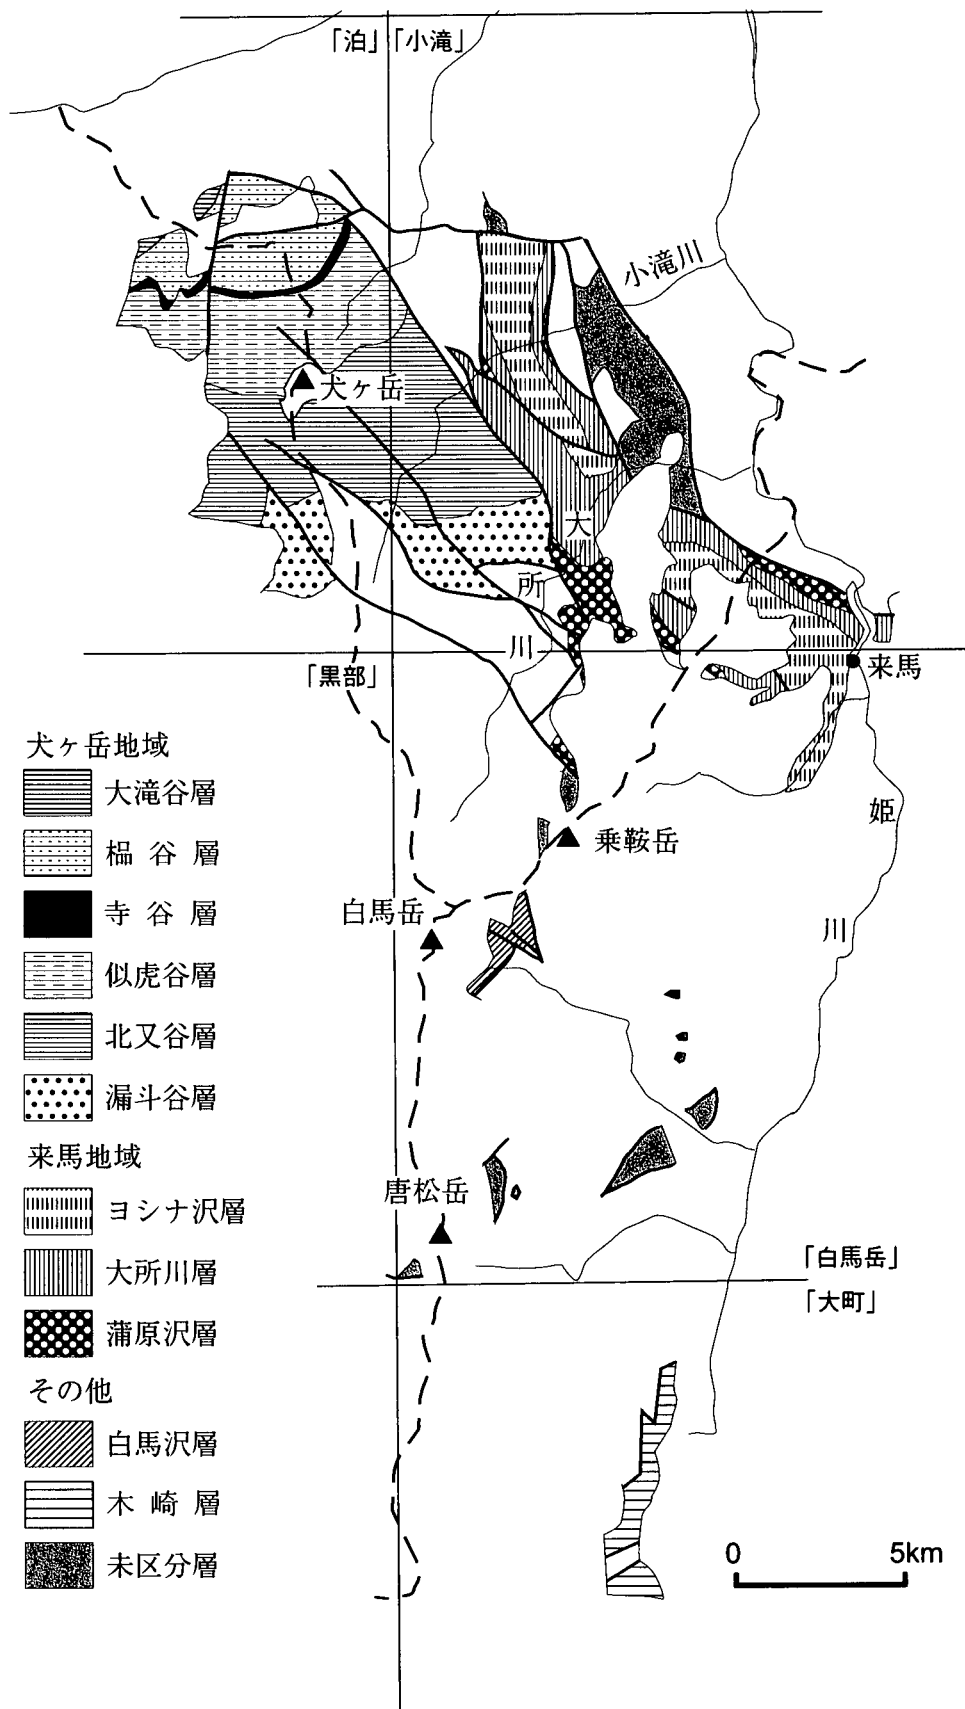 「泊」「小滝」
小滝川
犬ヶ岳
大
所
川
「黒部」
来馬
犬ヶ岳地域
大滝谷層
榀谷層
寺谷層
似虎谷層
北又谷層
漏斗谷層
来馬地域
ヨシナ沢層
大所川層
蒲原沢層
その他
白馬沢層
木崎層
未区分層
姫
川
乗鞍岳
白馬岳
唐松岳
「白馬岳」
「大町」
0 5km